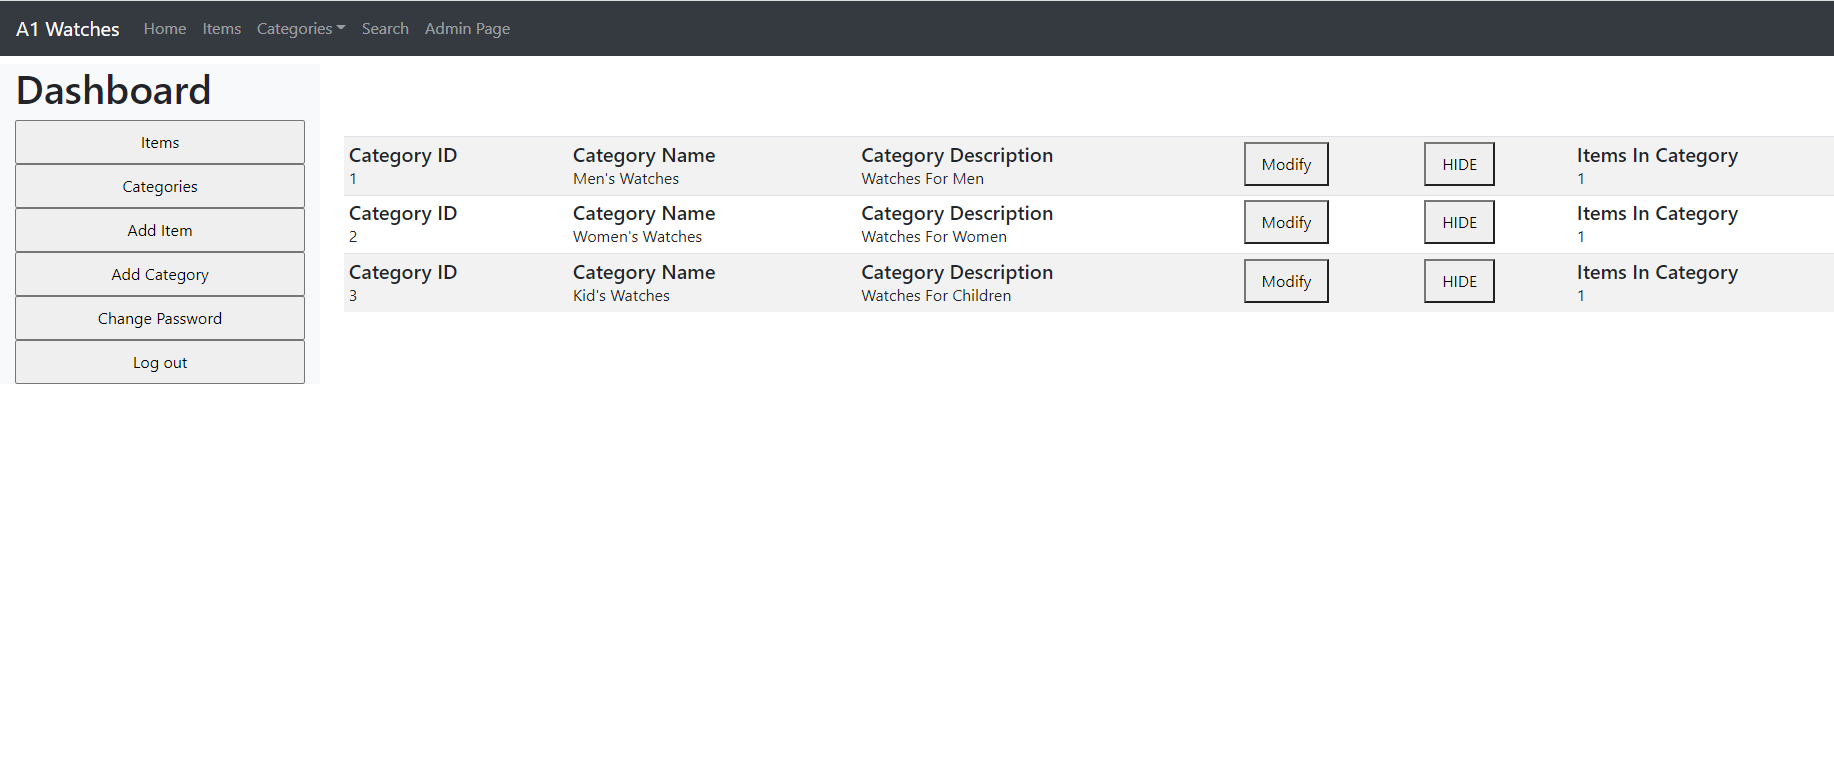 A1 Watches Home Items Categories Search Admin Page
Dashboard
Items
Categories
Add Item
Add Category
Change Password
Log out
Category ID Category Name Category Description Modify HIDE Items In Category
1 Men's Watches Watches For Men 1
Category ID Category Name Category Description Modify HIDE Items In Category
2 Women's Watches Watches For Women 1
Category ID Category Name Category Description Modify HIDE Items In Category
3 Kid's Watches Watches For Children 1